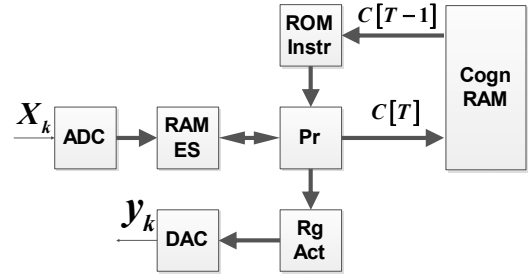 ROM
Instr
C[T−1]
Cogn
RAM
X_k
ADC
RAM
ES
Pr
C[T]
y_k
DAC
Rg
Act